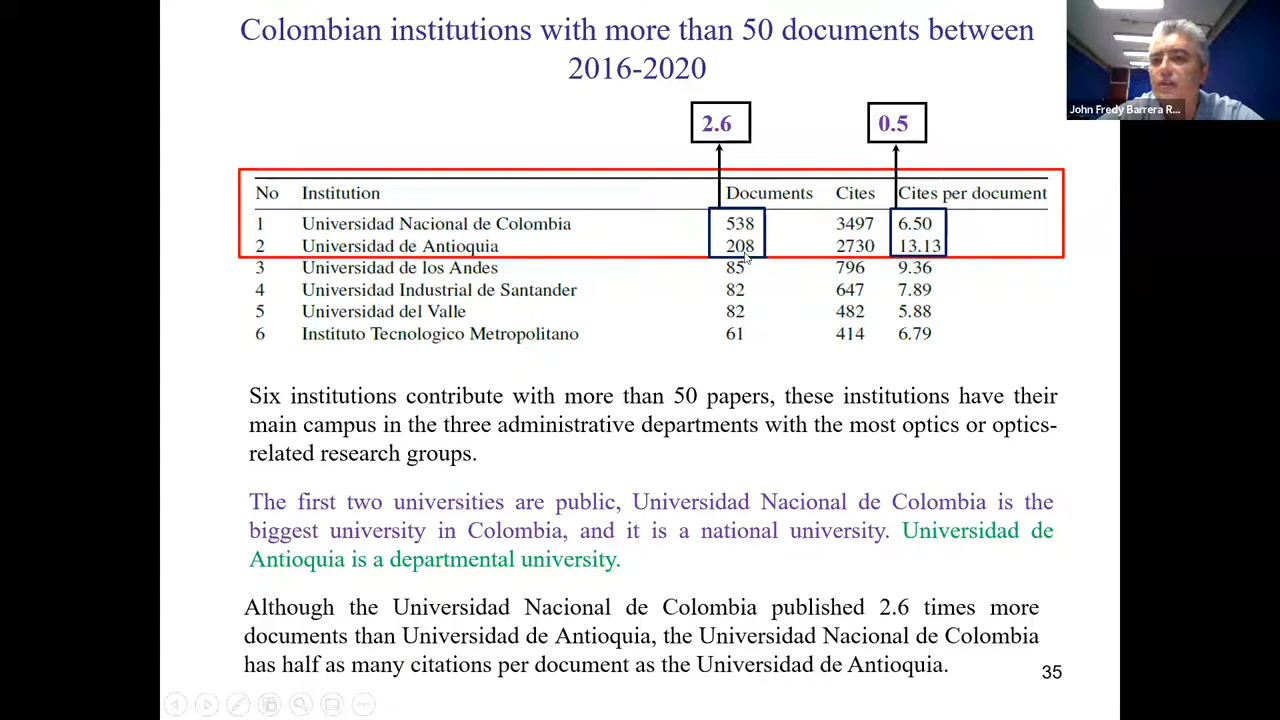 Colombian institutions with more than 50 documents between
2016-2020
John Fredy Barrera R...
2.6 0.5
No Institution Documents Cites Cites per document
1 Universidad Nacional de Colombia 538 3497 6.50
2 Universidad de Antioquia 208 2730 13.13
3 Universidad de los Andes 85 796 9.36
4 Universidad Industrial de Santander 82 647 7.89
5 Universidad del Valle 82 482 5.88
6 Instituto Tecnologico Metropolitano 61 414 6.79
Six institutions contribute with more than 50 papers, these institutions have their
main campus in the three administrative departments with the most optics or optics-
related research groups.
The first two universities are public, Universidad Nacional de Colombia is the
biggest university in Colombia, and it is a national university. Universidad de
Antioquia is a departmental university.
Although the Universidad Nacional de Colombia published 2.6 times more
documents than Universidad de Antioquia, the Universidad Nacional de Colombia
has half as many citations per document as the Universidad de Antioquia.
35